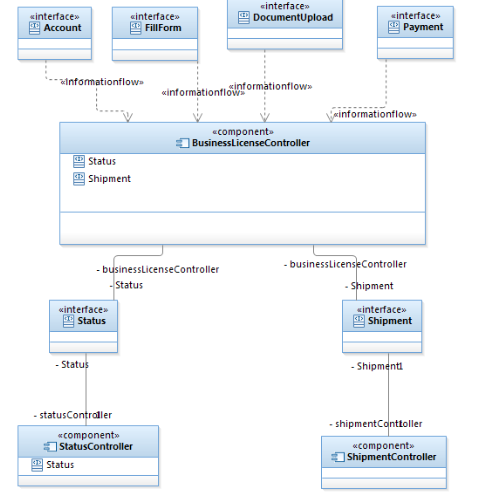 «interface»
Account
«interface»
FillForm
«interface»
DocumentUpload
«interface»
Payment
«Informationflow»
«informationflow»
«informationflow»
«informationflow»
«component»
BusinessLicenseController
Status
Shipment
- businessLicenseController
- Status
- businessLicenseController
- Shipment
«interface»
Status
«interface»
Shipment
- Status
- Shipment1
- statusController
- shipmentController
«component»
StatusController
Status
«component»
ShipmentController